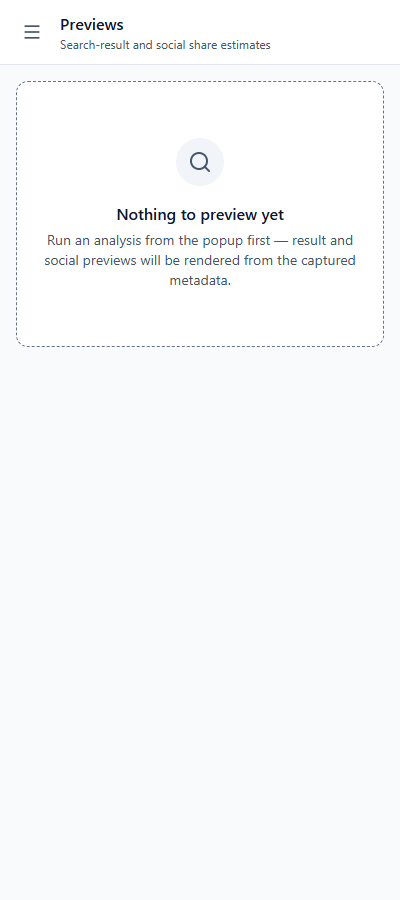 Previews
Search-result and social share estimates
Nothing to preview yet
Run an analysis from the popup first — result and
social previews will be rendered from the captured
metadata.